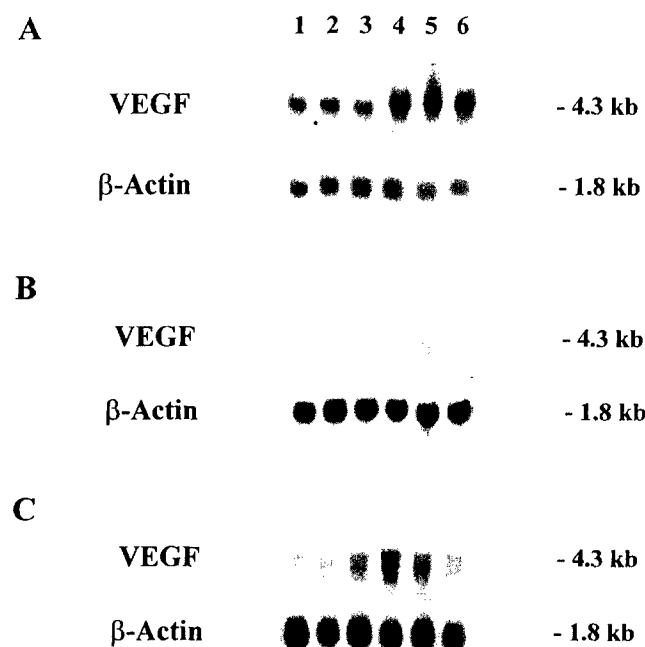 A 1 2 3 4 5 6
VEGF - 4.3 kb
β-Actin - 1.8 kb
B
VEGF - 4.3 kb
β-Actin - 1.8 kb
C
VEGF - 4.3 kb
β-Actin - 1.8 kb